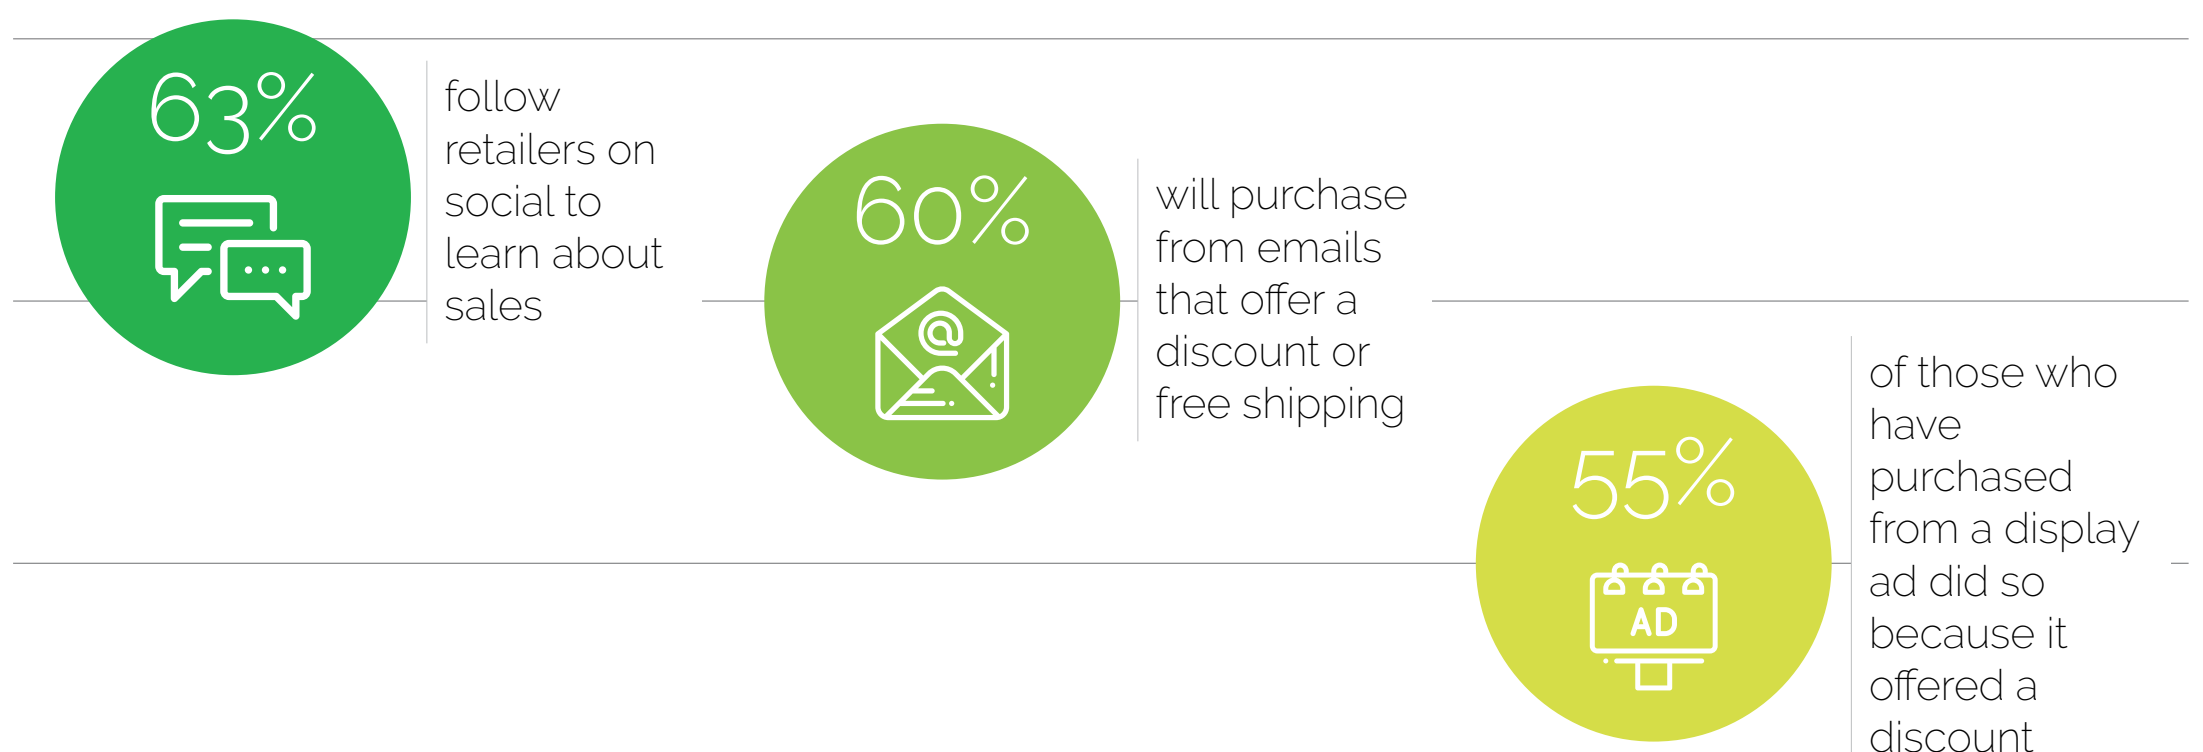 63%
follow
retailers on
social to
learn about
sales
60%
@
will purchase
from emails
that offer a
discount or
free shipping
55%
AD
of those who
have
purchased
from a display
ad did so
because it
offered a
discount